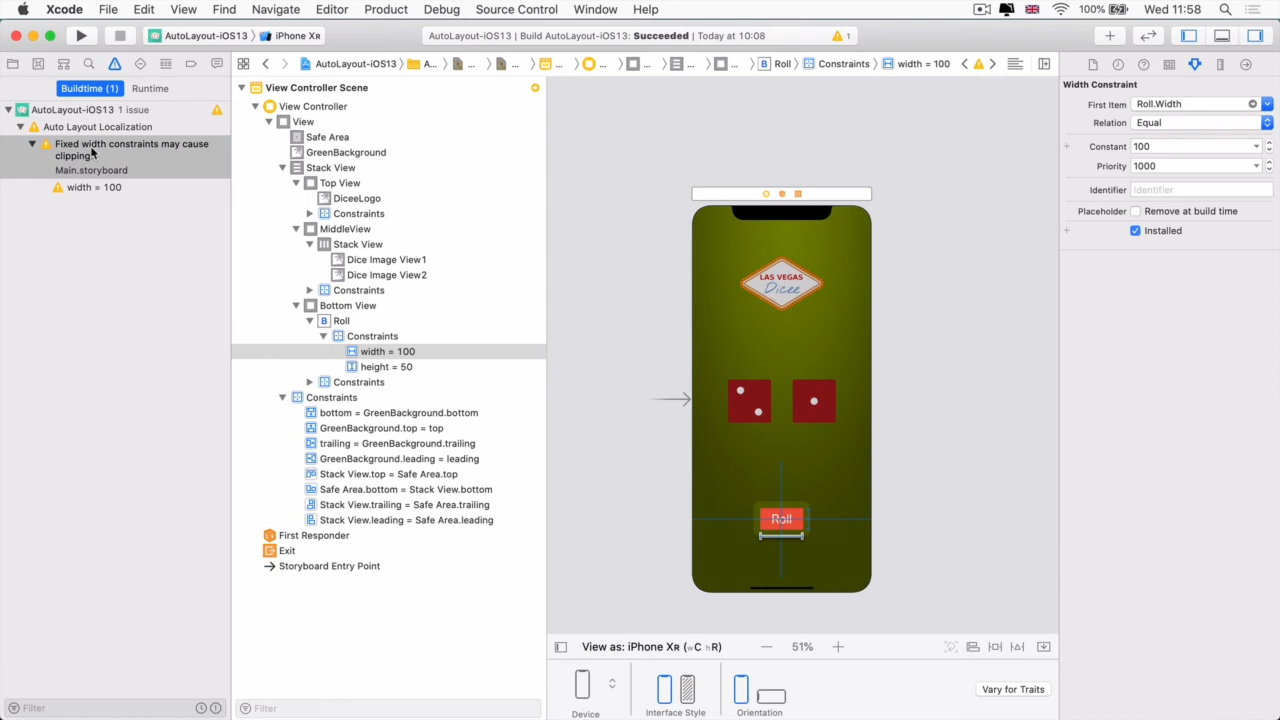 Xcode File Edit View Find Navigate Editor Product Debug Source Control Window Help 100% Wed 11:58
AutoLayout-iOS13 iPhone XR AutoLayout-iOS13 | Build AutoLayout-iOS13: Succeeded | Today at 10:08 1
AutoLayout-iOS13 A... ... ... ... ... ... ... B Roll Constraints width = 100
Buildtime (1) Runtime
AutoLayout-iOS13 1 issue
Auto Layout Localization
Fixed width constraints may cause
clipping.
Main.storyboard
width = 100
Filter
View Controller Scene
View Controller
View
Safe Area
GreenBackground
Stack View
Top View
DiceeLogo
Constraints
MiddleView
Stack View
Dice Image View1
Dice Image View2
Constraints
Bottom View
B Roll
Constraints
width = 100
height = 50
Constraints
Constraints
bottom = GreenBackground.bottom
GreenBackground.top = top
trailing = GreenBackground.trailing
GreenBackground.leading = leading
Stack View.top = Safe Area.top
Safe Area.bottom = Stack View.bottom
Stack View.trailing = Safe Area.trailing
Stack View.leading = Safe Area.leading
First Responder
Exit
Storyboard Entry Point
Filter
LAS VEGAS
Dicee
Roll
View as: iPhone XR (wC hR) 51%
Device
Interface Style
Orientation
Vary for Traits
Width Constraint
First Item Roll.Width
Relation Equal
Constant 100
Priority 1000
Identifier Identifier
Placeholder Remove at build time
Installed